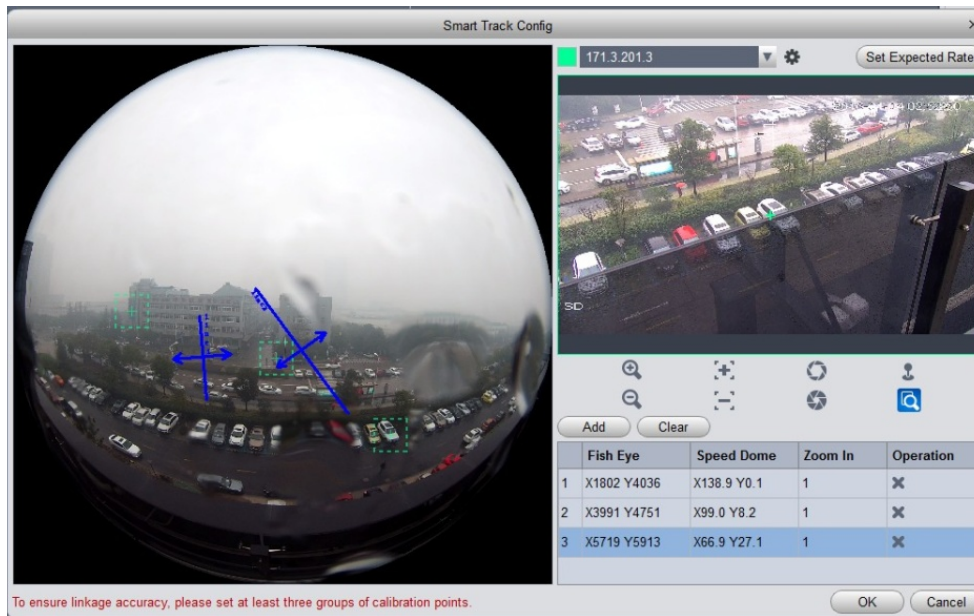 Smart Track Config
171.3.201.3
Set Expected Rate
SD
Add Clear
Fish Eye Speed Dome Zoom In Operation
1 X1802 Y4036 X138.9 Y0.1 1
2 X3991 Y4751 X99.0 Y8.2 1
3 X5719 Y5913 X66.9 Y27.1 1
To ensure linkage accuracy, please set at least three groups of calibration points.
OK Cancel